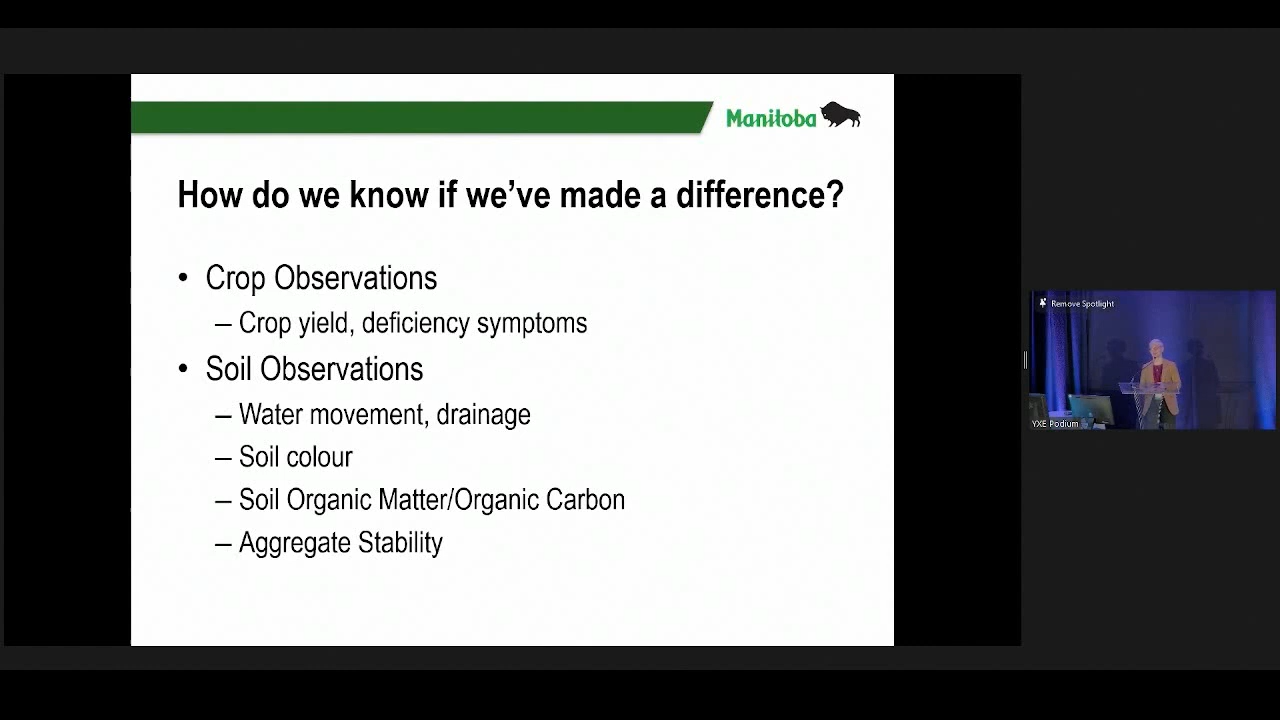 Manitoba
How do we know if we've made a difference?
• Crop Observations
– Crop yield, deficiency symptoms
• Soil Observations
– Water movement, drainage
– Soil colour
– Soil Organic Matter/Organic Carbon
– Aggregate Stability
Remove Spotlight
YXE Podium